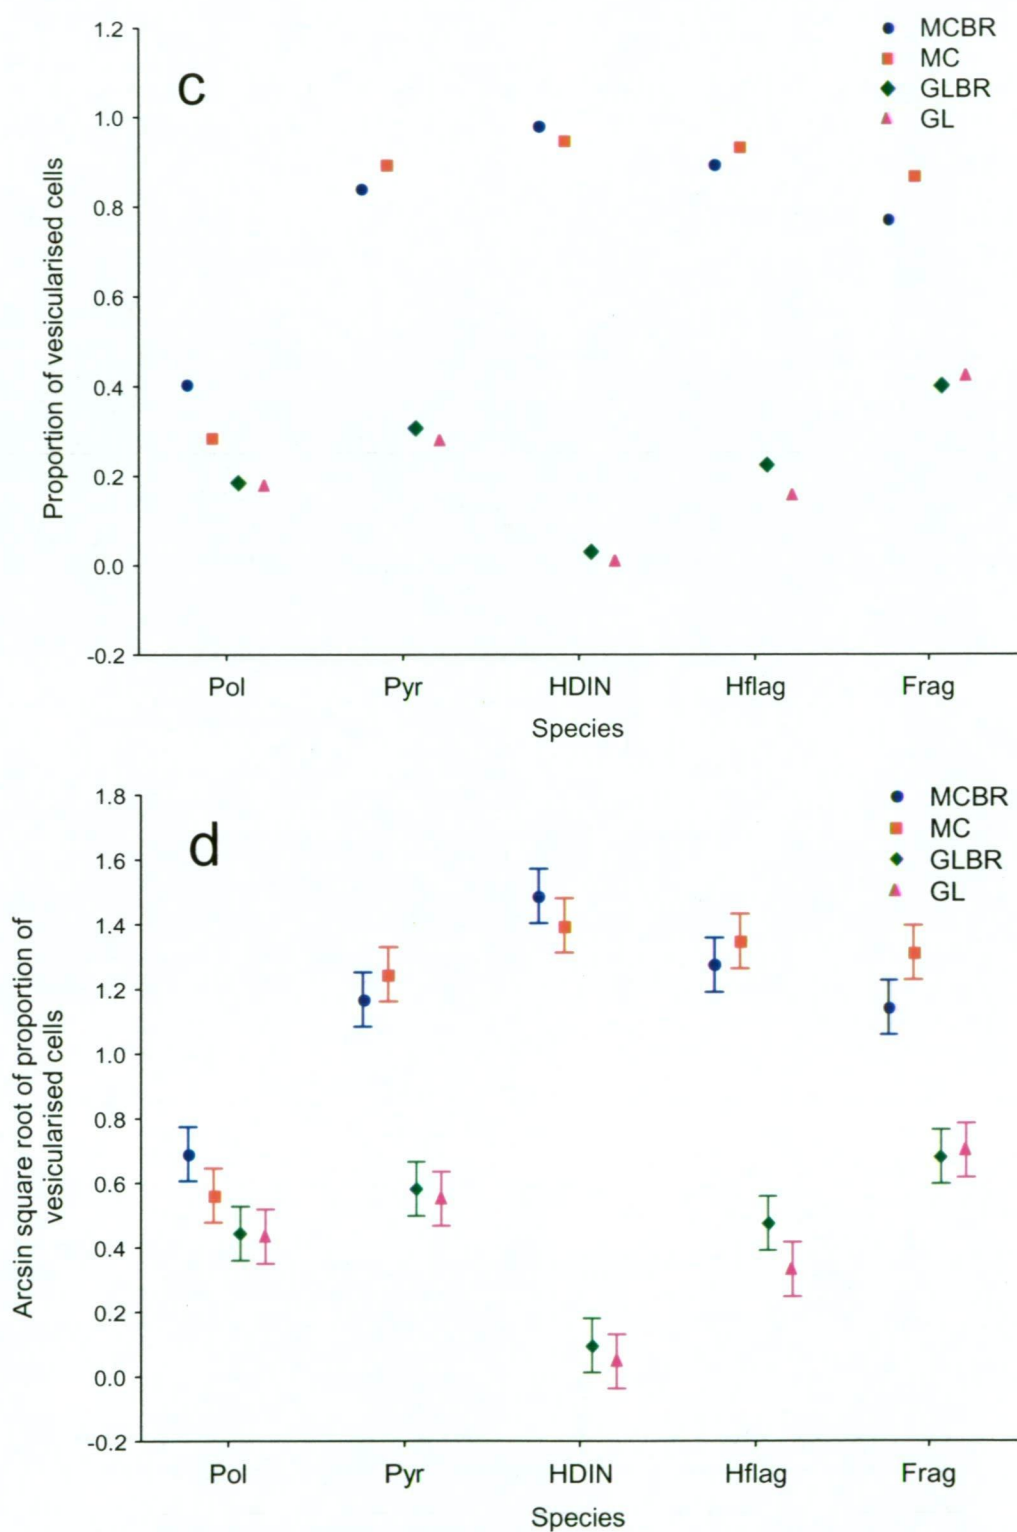 c
MCBR
MC
GLBR
GL
1.2
1.0
0.8
0.6
0.4
0.2
0.0
-0.2
Proportion of vesicularised cells
Pol Pyr HDIN Hflag Frag
Species
d
MCBR
MC
GLBR
GL
1.8
1.6
1.4
1.2
1.0
0.8
0.6
0.4
0.2
0.0
-0.2
Arcsin square root of proportion of
vesicularised cells
Pol Pyr HDIN Hflag Frag
Species